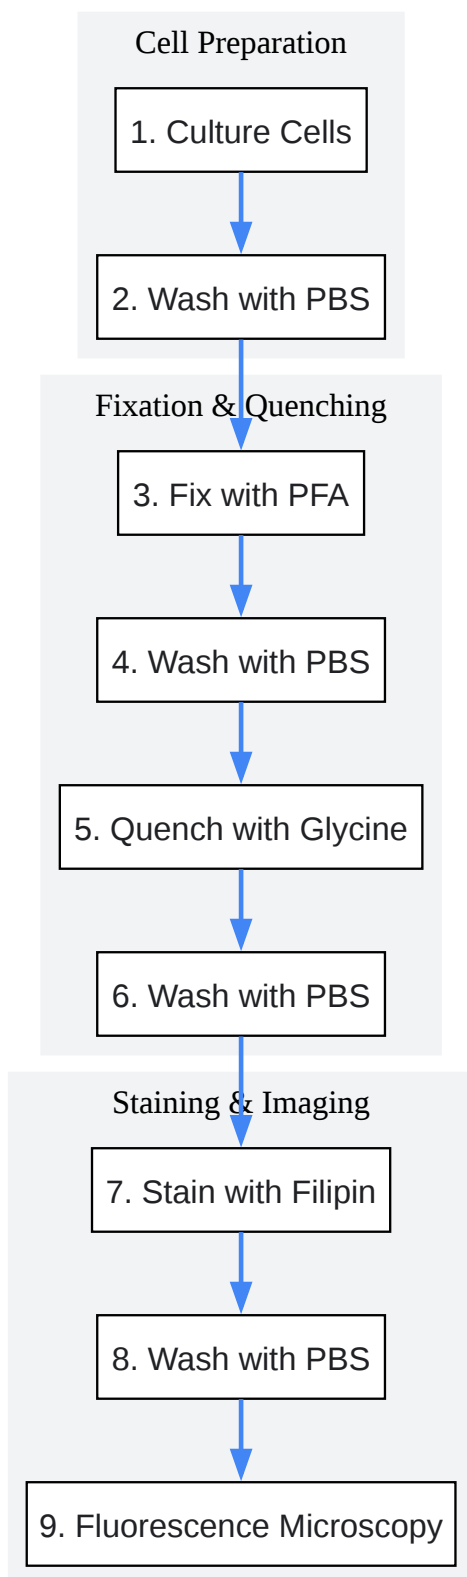 Cell Preparation
1. Culture Cells
2. Wash with PBS
Fixation & Quenching
3. Fix with PFA
4. Wash with PBS
5. Quench with Glycine
6. Wash with PBS
Staining & Imaging
7. Stain with Filipin
8. Wash with PBS
9. Fluorescence Microscopy